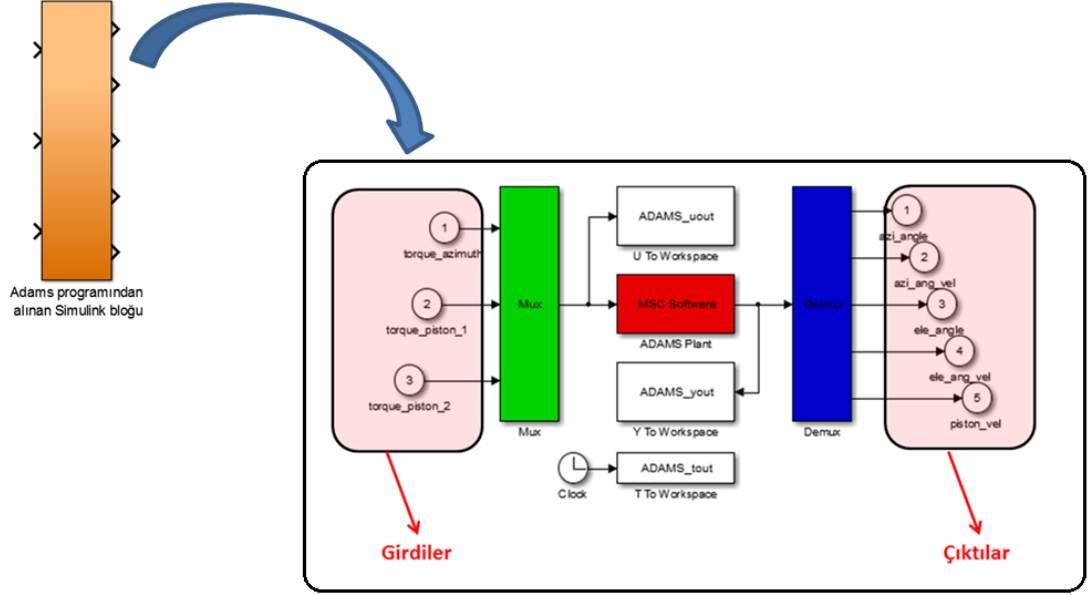 Adams programından
alınan Simulink bloğu
1
torque_azimuth
2
torque_piston_1
3
torque_piston_2
Mux
Mux
ADAMS_uout
U To Workspace
MSC Software
ADAMS Plant
ADAMS_yout
Y To Workspace
Clock
ADAMS_tout
T To Workspace
Demux
Demux
1
azi_angle
2
azi_ang_vel
3
ele_angle
4
ele_ang_vel
5
piston_vel
Girdiler
Çıktılar